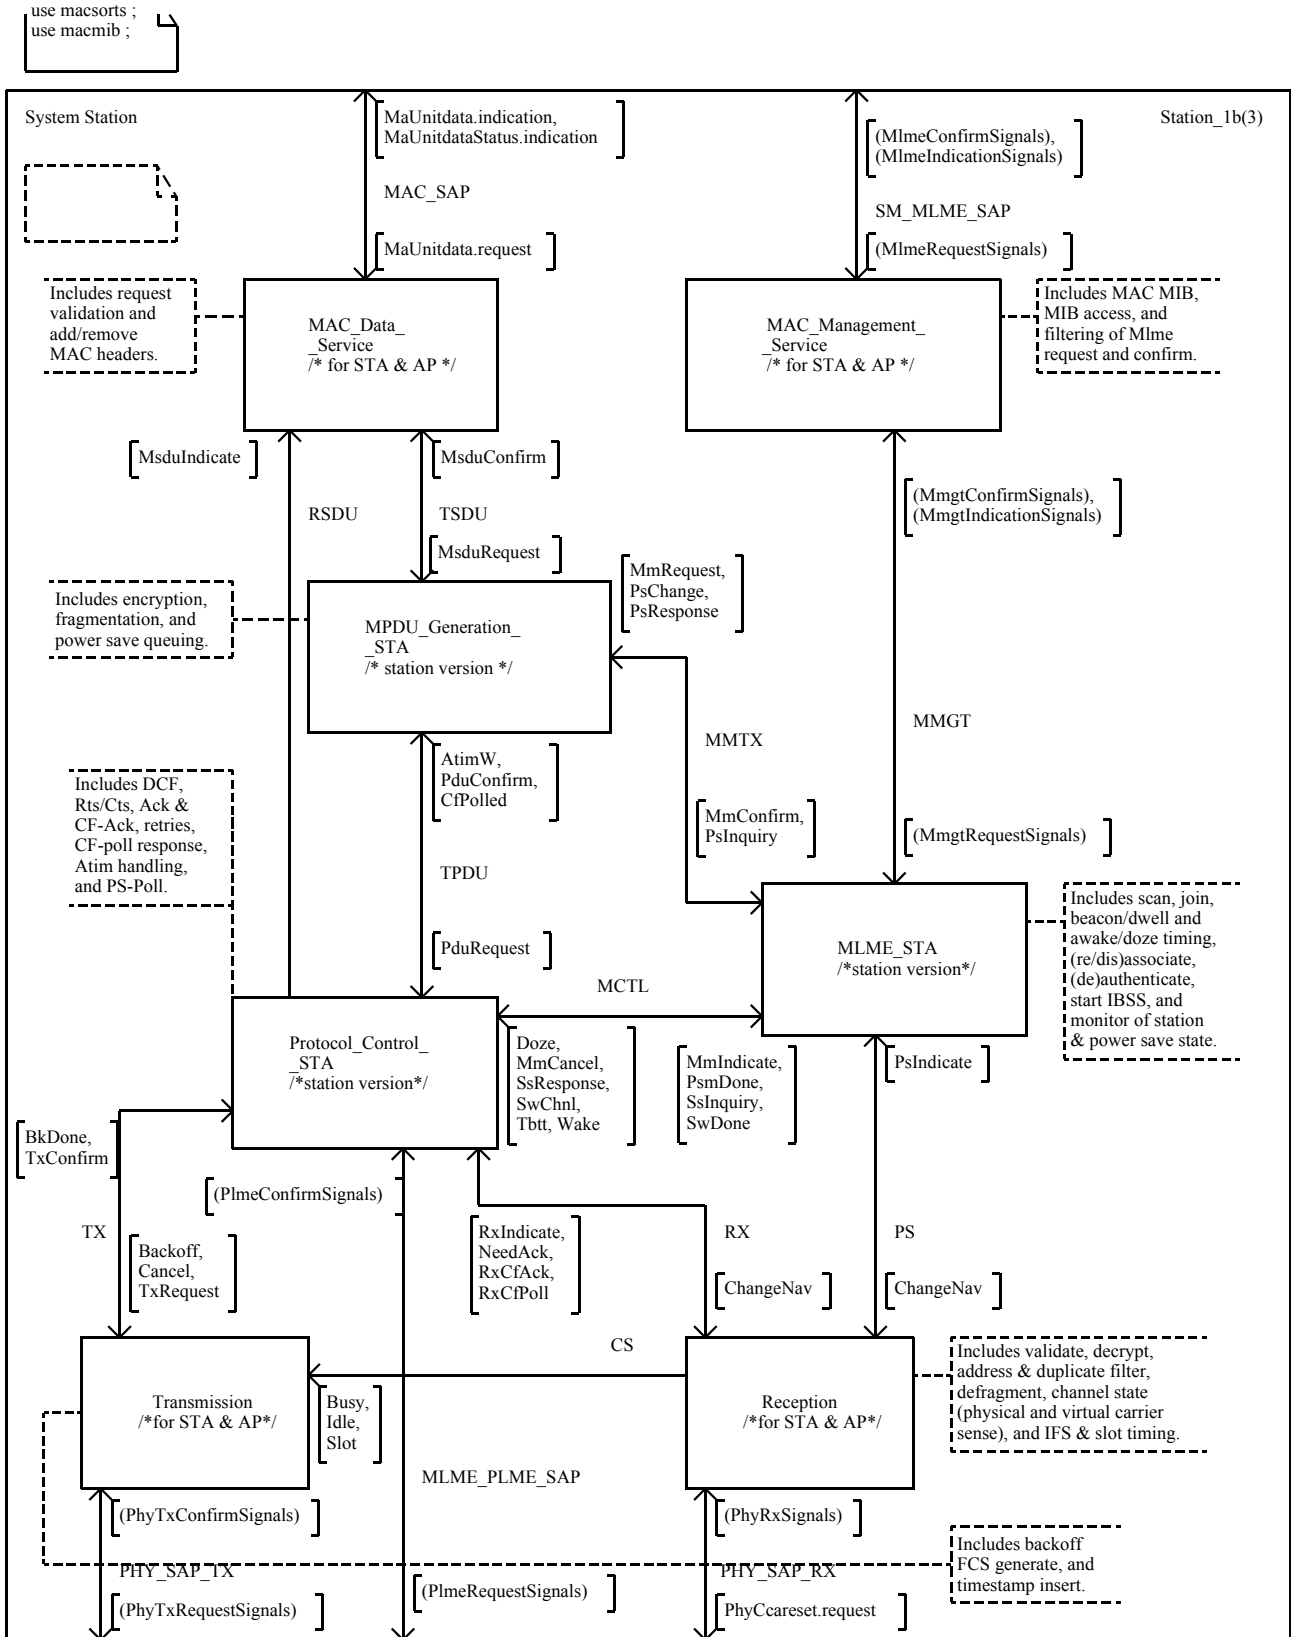 use macsorts ;
use macmib ;
System Station
Station_1b(3)
MaUnitdata.indication,
MaUnitdataStatus.indication
(MlmeConfirmSignals),
(MlmeIndicationSignals)
MAC_SAP
SM_MLME_SAP
MaUnitdata.request
(MlmeRequestSignals)
Includes request
validation and
add/remove
MAC headers.
MAC_Data_
_Service
/* for STA & AP */
MAC_Management_
_Service
/* for STA & AP */
Includes MAC MIB,
MIB access, and
filtering of Mlme
request and confirm.
MsduIndicate
MsduConfirm
(MmgtConfirmSignals),
(MmgtIndicationSignals)
RSDU
TSDU
MsduRequest
MmRequest,
PsChange,
PsResponse
Includes encryption,
fragmentation, and
power save queuing.
MPDU_Generation_
_STA
/* station version */
MMGT
MMTX
AtimW,
PduConfirm,
CfPolled
Includes DCF,
Rts/Cts, Ack &
CF-Ack, retries,
CF-poll response,
Atim handling,
and PS-Poll.
MmConfirm,
PsInquiry
(MmgtRequestSignals)
TPDU
PduRequest
MLME_STA
/*station version*/
Includes scan, join,
beacon/dwell and
awake/doze timing,
(re/dis)associate,
(de)authenticate,
start IBSS, and
monitor of station
& power save state.
MCTL
Protocol_Control_
_STA
/*station version*/
Doze,
MmCancel,
SsResponse,
SwChnl,
Tbtt, Wake
MmIndicate,
PsmDone,
SsInquiry,
SwDone
PsIndicate
BkDone,
TxConfirm
(PlmeConfirmSignals)
TX
Backoff,
Cancel,
TxRequest
RxIndicate,
NeedAck,
RxCfAck,
RxCfPoll
RX
PS
ChangeNav
ChangeNav
CS
Transmission
/*for STA & AP*/
Busy,
Idle,
Slot
Reception
/*for STA & AP*/
Includes validate, decrypt,
address & duplicate filter,
defragment, channel state
(physical and virtual carrier
sense), and IFS & slot timing.
MLME_PLME_SAP
(PhyTxConfirmSignals)
(PhyRxSignals)
Includes backoff
FCS generate, and
timestamp insert.
PHY_SAP_TX
PHY_SAP_RX
(PhyTxRequestSignals)
(PlmeRequestSignals)
PhyCcareset.request